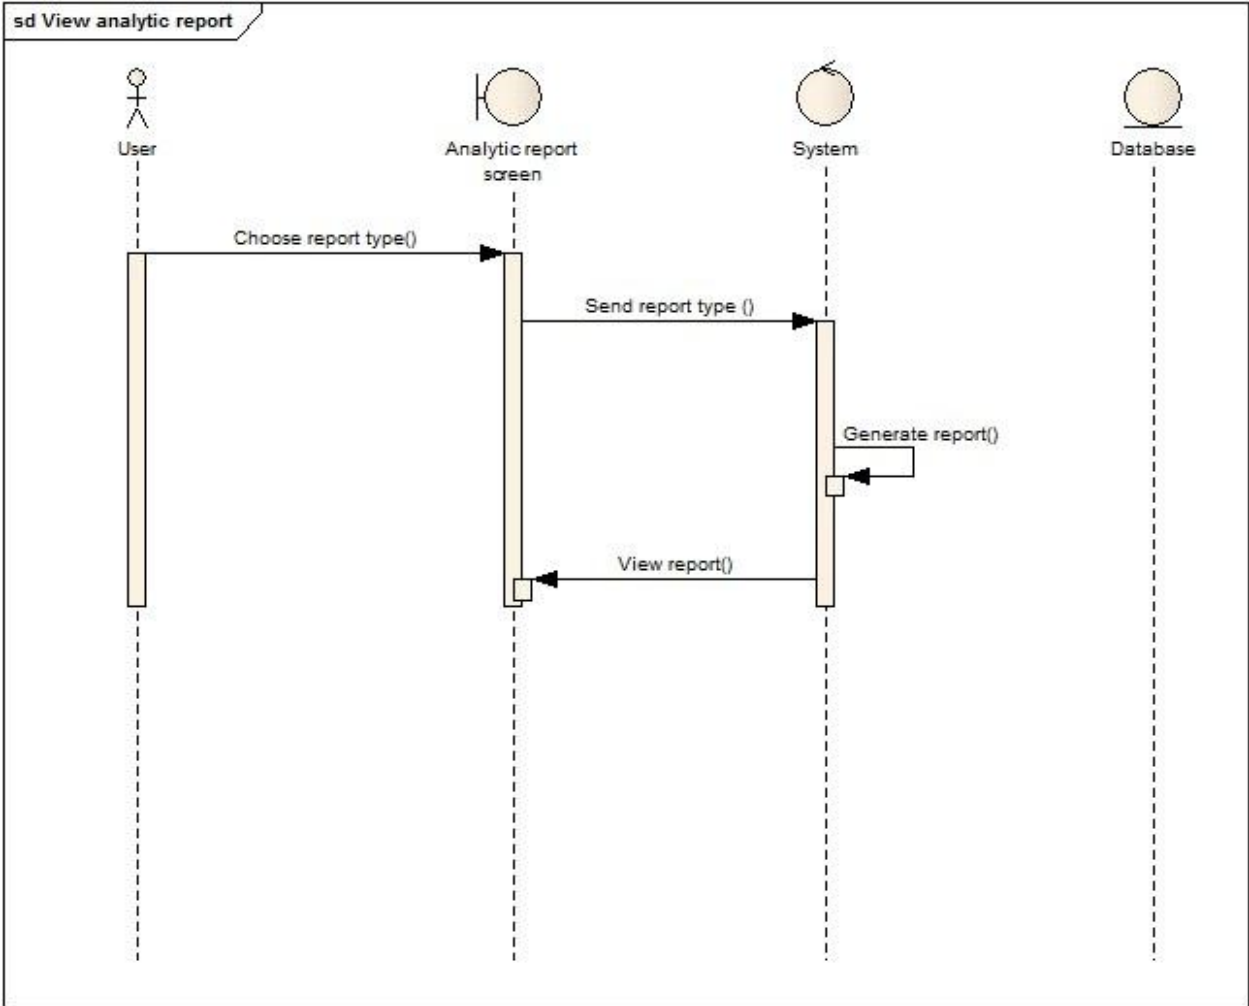 sd View analytic report
User
Analytic report
screen
System
Database
Choose report type()
Send report type ()
Generate report()
View report()